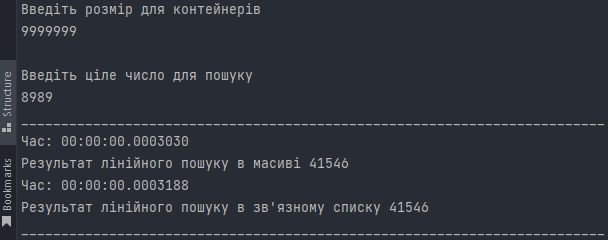 Введіть розмір для контейнерів
9999999
Введіть ціле число для пошуку
8989
Час: 00:00:00.0003030
Результат лінійного пошуку в масиві 41546
Час: 00:00:00.0003188
Результат лінійного пошуку в зв'язному списку 41546
Structure
Bookmarks